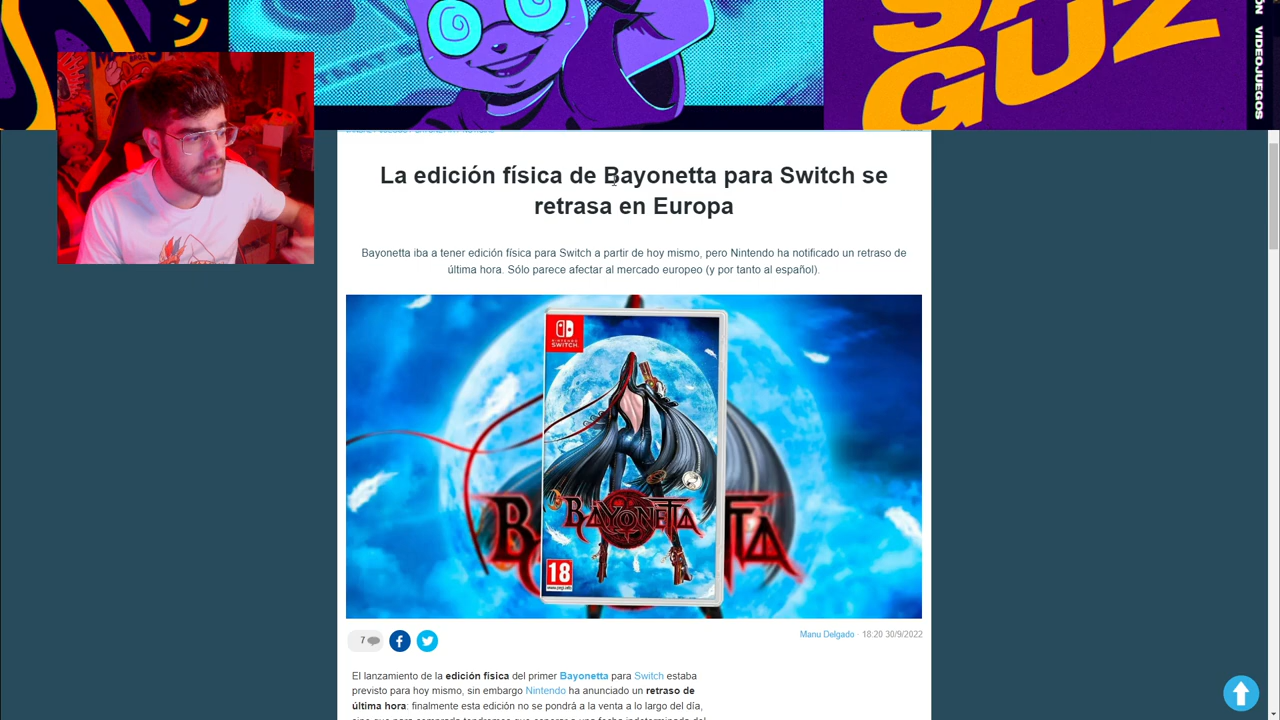 SA
GUZ
VIDEOJUEGOS
La edición física de Bayonetta para Switch se
retrasa en Europa
Bayonetta iba a tener edición física para Switch a partir de hoy mismo, pero Nintendo ha notificado un retraso de
última hora. Sólo parece afectar al mercado europeo (y por tanto al español).
NINTENDO
SWITCH
BAYONETTA
18
www.pegi.info
7
Manu Delgado · 18:20 30/9/2022
El lanzamiento de la edición física del primer Bayonetta para Switch estaba
previsto para hoy mismo, sin embargo Nintendo ha anunciado un retraso de
última hora: finalmente esta edición no se pondrá a la venta a lo largo del día,